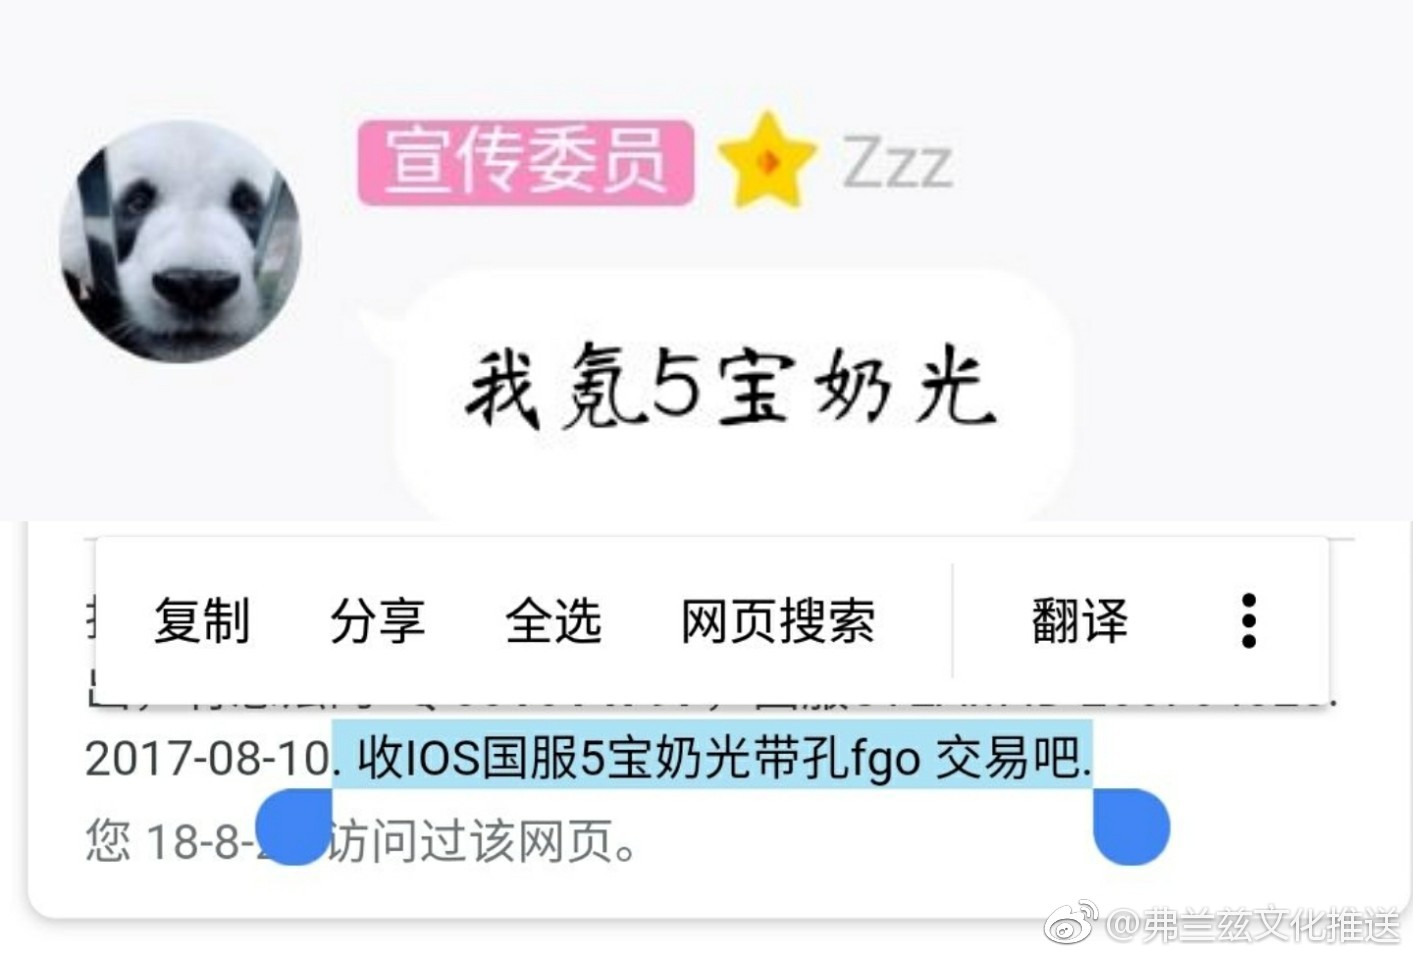 宣传委员 Zzz
我氪5宝奶光
复制 分享 全选 网页搜索 翻译
2017-08-10. 收IOS国服5宝奶光带孔fgo 交易吧.
您 18-8-2 访问过该网页。
@弗兰兹文化推送